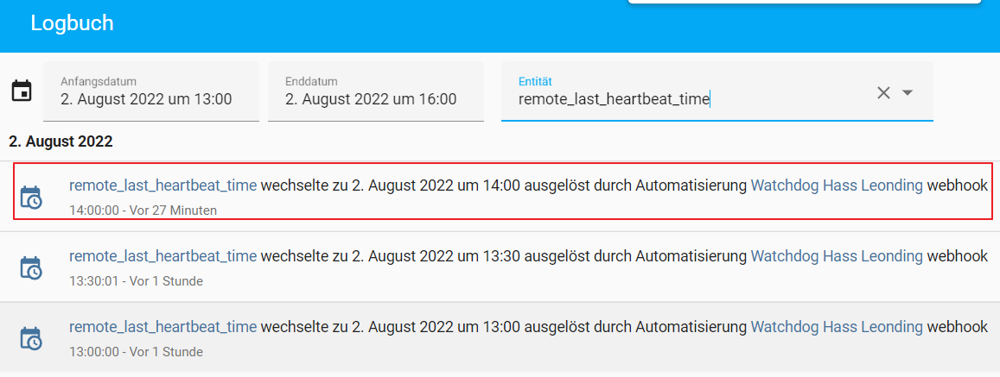 Logbuch
Anfangsdatum
2. August 2022 um 13:00
Enddatum
2. August 2022 um 16:00
Entität
remote_last_heartbeat_time
2. August 2022
remote_last_heartbeat_time wechselte zu 2. August 2022 um 14:00 ausgelöst durch Automatisierung Watchdog Hass Leonding webhook
14:00:00 - Vor 27 Minuten
remote_last_heartbeat_time wechselte zu 2. August 2022 um 13:30 ausgelöst durch Automatisierung Watchdog Hass Leonding webhook
13:30:01 - Vor 1 Stunde
remote_last_heartbeat_time wechselte zu 2. August 2022 um 13:00 ausgelöst durch Automatisierung Watchdog Hass Leonding webhook
13:00:00 - Vor 1 Stunde